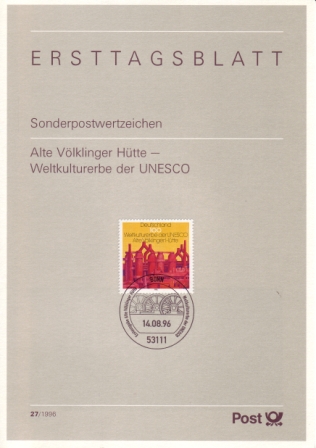 ERSTTAGSBLATT
Sonderpostwertzeichen
Alte Völklinger Hütte –
Weltkulturerbe der UNESCO
Deutschland
Weltkulturerbe der UNESCO
BONN
14.08.96
53111
27/1996
Post